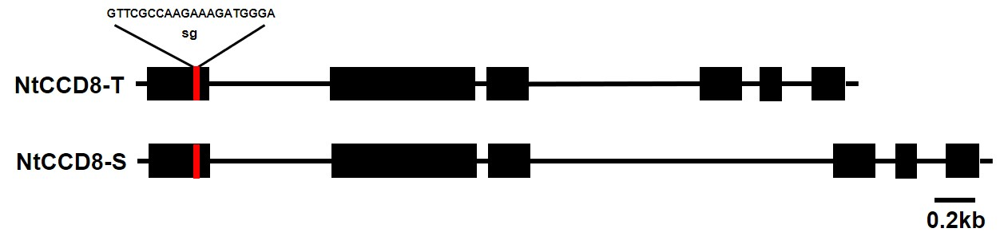 GTTCGCCAAGAAAGATGGGA
sg
NtCCD8-T
NtCCD8-S
0.2kb